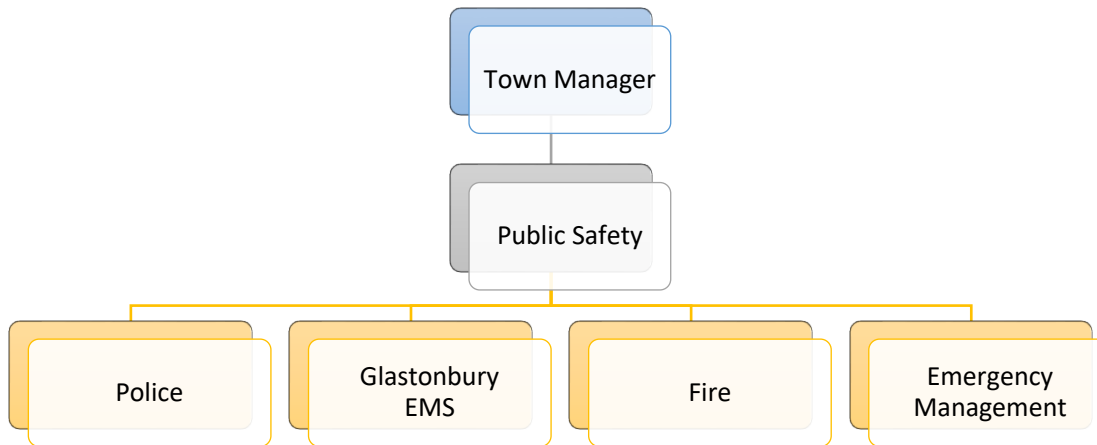 Town Manager
Public Safety
Police
Glastonbury
EMS
Fire
Emergency
Management